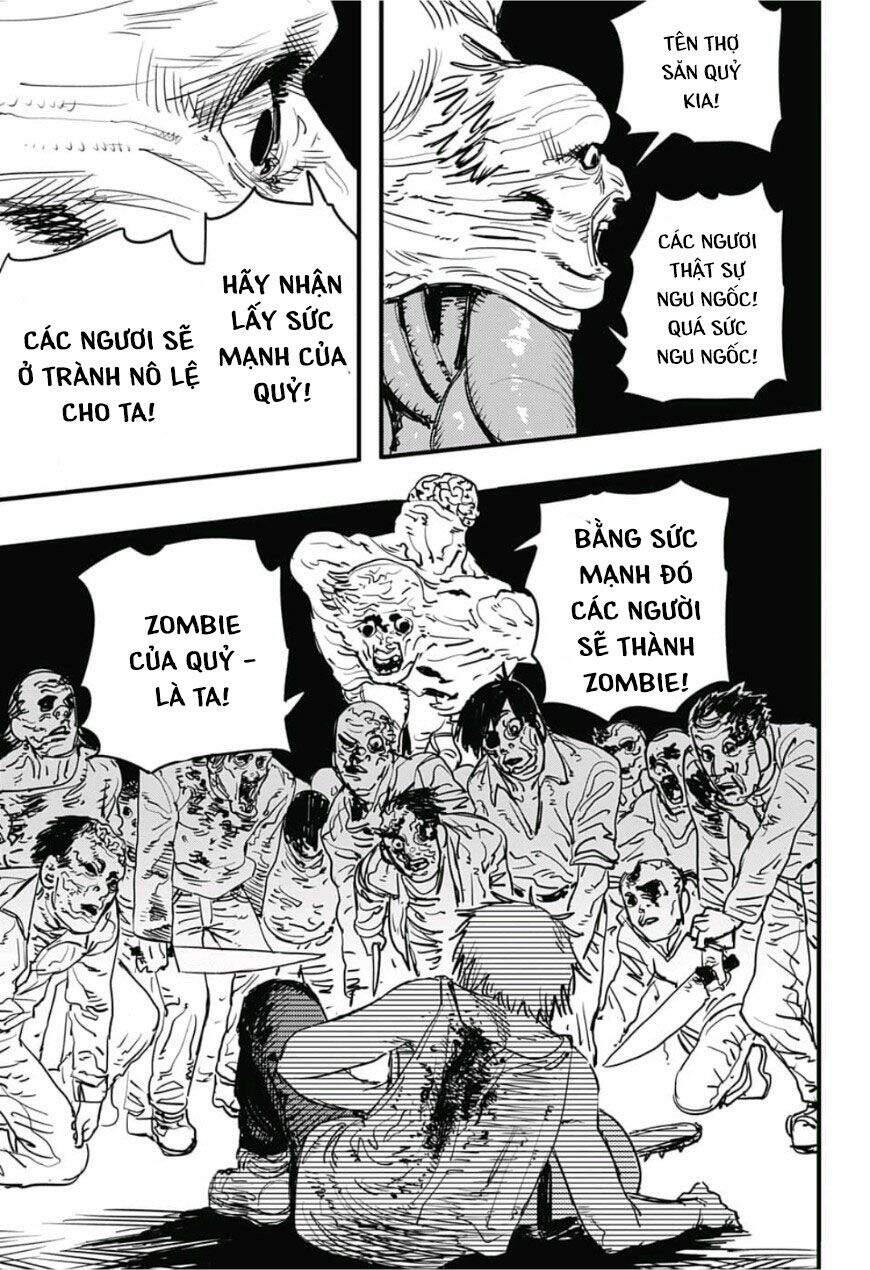 TÊN THỢ
SĂN QUỶ
KIA!
CÁC NGƯƠI
THẬT SỰ
NGU NGỐC!
QUÁ SỨC
NGU NGỐC!
HÃY NHẬN
LẤY SỨC
MẠNH CỦA
QUỶ!
CÁC NGƯƠI SẼ
Ở TRÀNH NÔ LỆ
CHO TA!
BẰNG SỨC
MẠNH ĐÓ
CÁC NGƯỜI
SẼ THÀNH
ZOMBIE!
ZOMBIE
CỦA QUỶ -
LÀ TA!